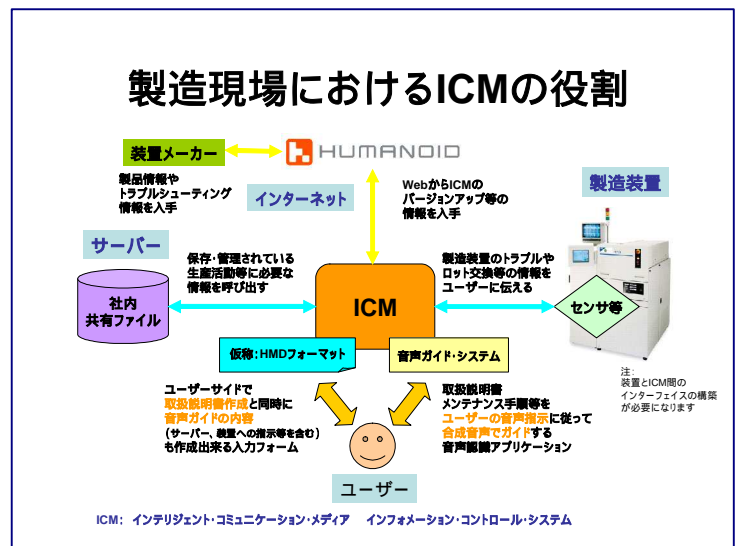 製造現場におけるICMの役割
装置メーカー
HUMANOID
製品情報や
トラブルシューティング
情報を入手
インターネット
WebからICMの
バージョンアップ等の
情報を入手
製造装置
サーバー
保存・管理されている
生産活動等に必要な
情報を呼び出す
製造装置のトラブルや
ロット交換等の情報を
ユーザーに伝える
社内
共有ファイル
ICM
センサ等
仮称：HMDフォーマット
音声ガイド・システム
注：
装置とICM間の
インターフェイスの構築
が必要になります
ユーザーサイドで
取扱説明書作成と同時に
音声ガイドの内容
（サーバー、装置への指示等を含む）
も作成出来る入力フォーム
取扱説明書
メンテナンス手順等を
ユーザーの音声指示に従って
合成音声でガイドする
音声認識アプリケーション
ユーザー
ICM： インテリジェント・コミュニケーション・メディア　インフォメーション・コントロール・システム